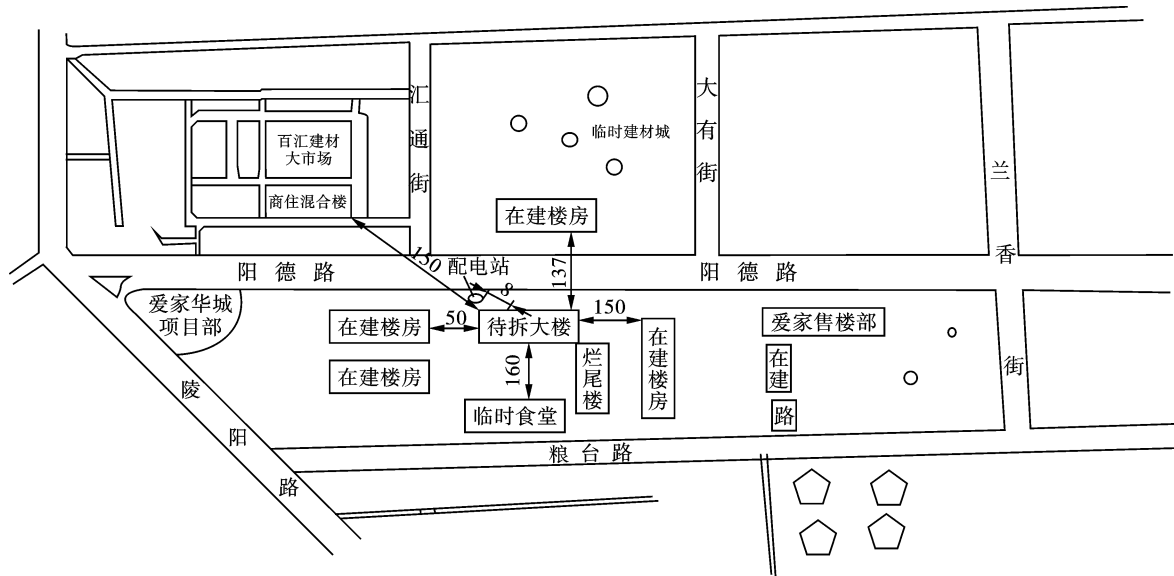 汇通街
大有街
兰香街
百汇建材
大市场
商住混合楼
临时建材城
在建楼房
150
配电站
137
阳德路
阳德路
爱家华城
项目部
8
在建楼房
50
待拆大楼
150
在建楼房
爱家售楼部
在建楼房
160
烂尾楼
在建
路
临时食堂
陵阳路
粮台路